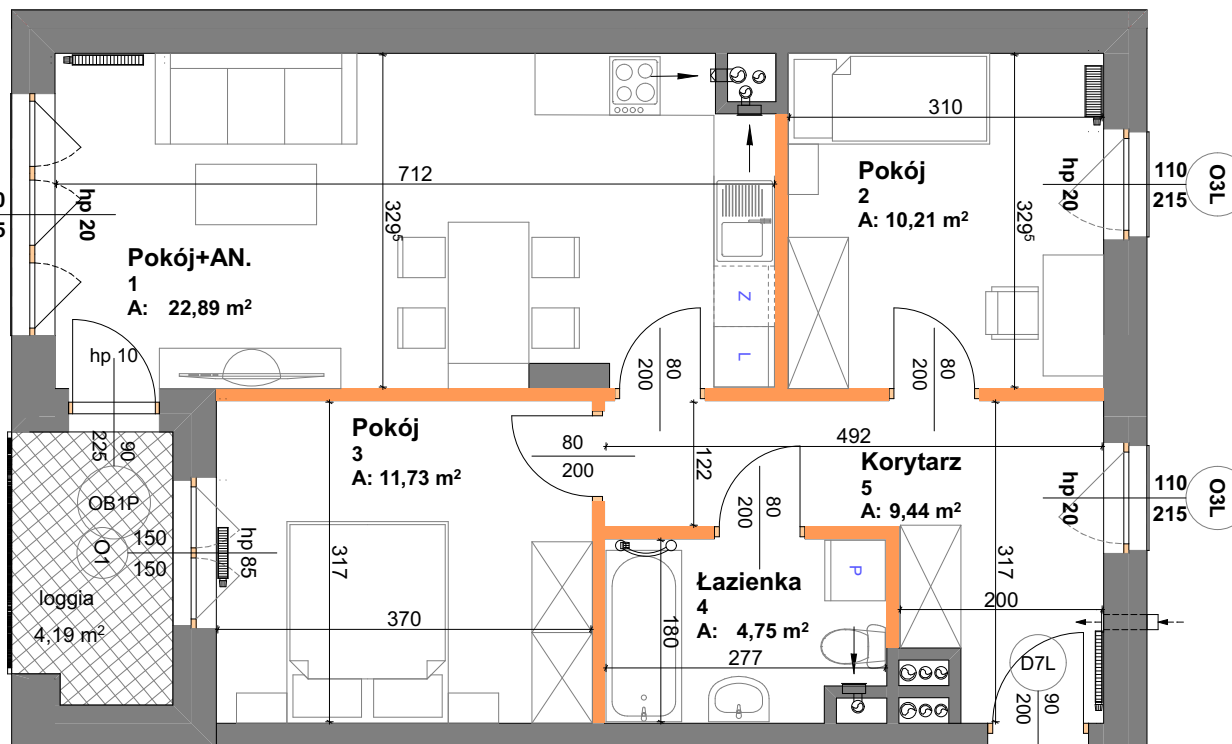 310
712
329⁵
Pokój+AN.
1
A: 22,89 m²
hp 20
hp 10
Z
L
80
200
Pokój
2
A: 10,21 m²
329⁵
hp 20
110
215
O3L
80
200
Pokój
3
A: 11,73 m²
80
200
122
492
Korytarz
5
A: 9,44 m²
hp 20
110
215
O3L
80
200
90
225
OB1P
O1
150
150
hp 85
loggia
4,19 m²
317
370
Łazienka
4
A: 4,75 m²
P
180
277
317
200
D7L
90
200